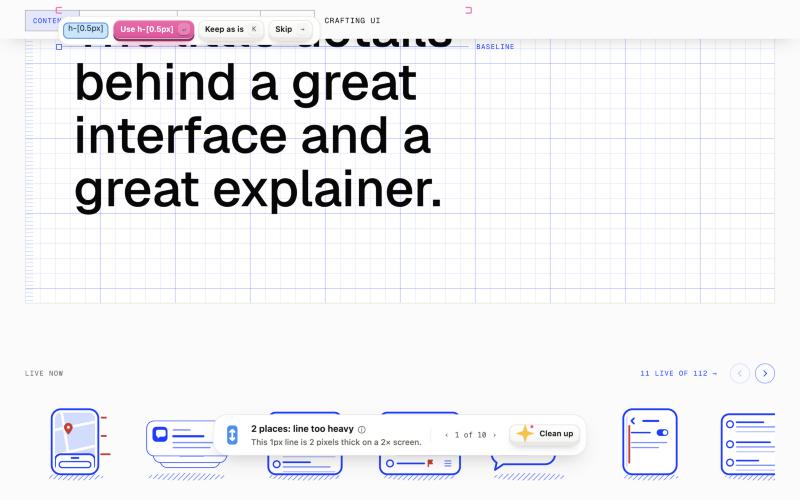 h-[0.5px]
Use h-[0.5px]
Keep as is K
Skip →
CRAFTING UI
BASELINE
behind a great
interface and a
great explainer.
LIVE NOW
11 LIVE OF 112 →
2 places: line too heavy
This 1px line is 2 pixels thick on a 2× screen.
‹ 1 of 10 ›
Clean up